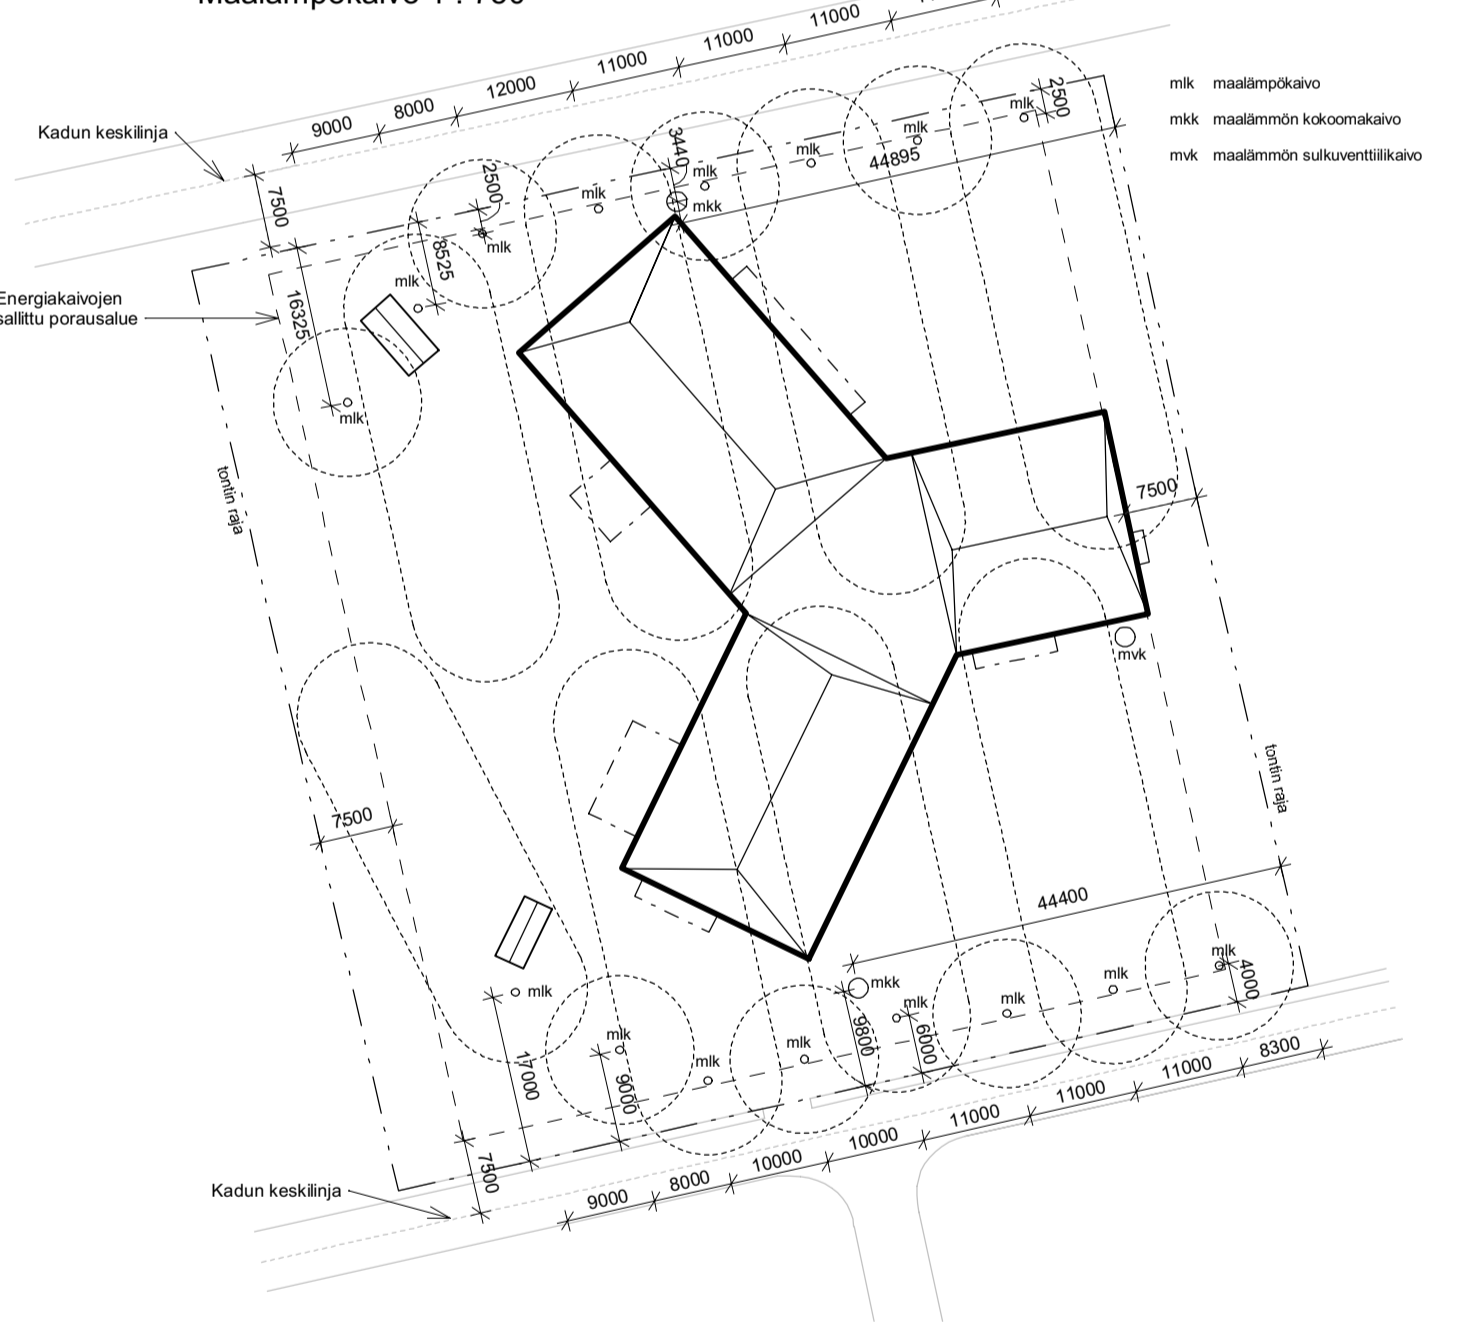 11000
11000
11000
12000
8000
9000
Kadun keskilinja
mlk maalämpökaivo
mkk maalämmön kokoomakaivo
mvk maalämmön sulkuventtiilikaivo
2500
mlk
mlk
44895
mlk
3440
mlk
mkk
mlk
2500
mlk
7500
8525
mlk
16325
Energiakaivojen
sallittu porausalue
mlk
tontin raja
7500
mvk
tontin raja
7500
44400
mlk
4000
mlk
mlk
mkk
mlk
9800
6000
mlk
mlk
mlk
9000
mlk
17000
7500
Kadun keskilinja
9000
8000
10000
10000
11000
11000
11000
8300